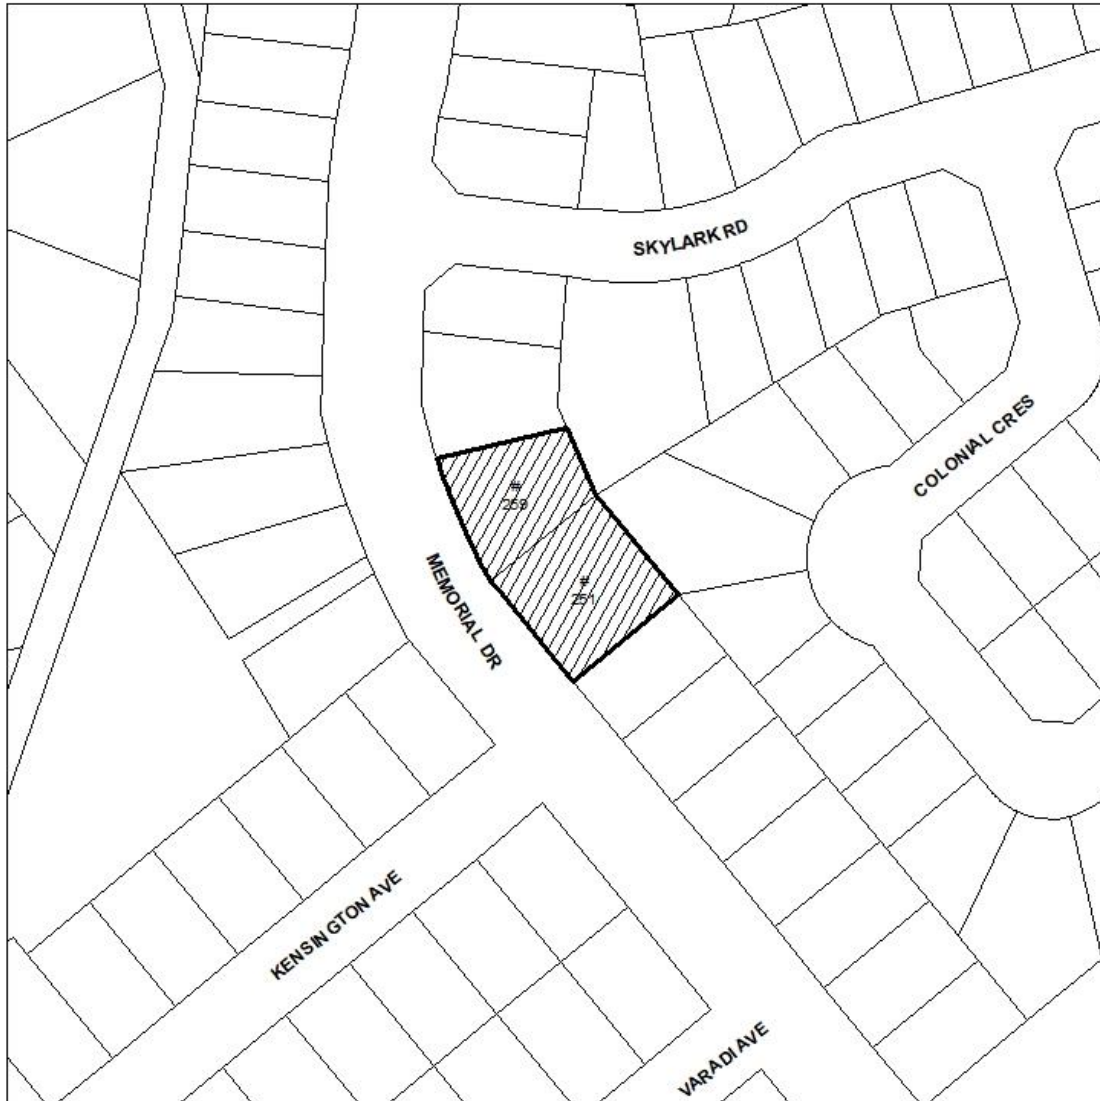 SKYLARK RD
COLONIAL CRES
#
259
#
251
MEMORIAL DR
KENSINGTON AVE
VARADI AVE